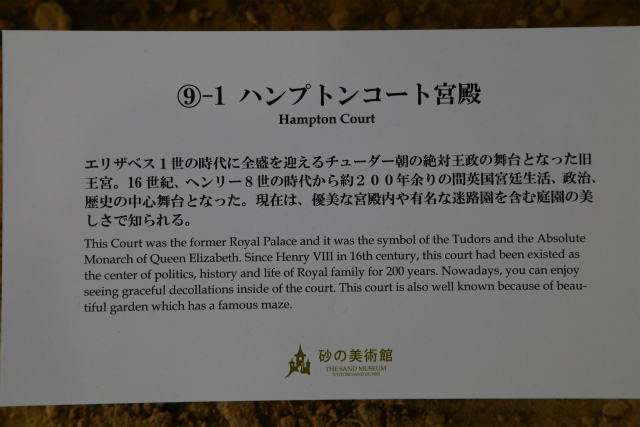 ⑨-1 ハンプトンコート宮殿
Hampton Court
エリザベス１世の時代に全盛を迎えるチューダー朝の絶対王政の舞台となった旧
王宮。16 世紀、ヘンリー８世の時代から約２００年余りの間英国宮廷生活、政治、
歴史の中心舞台となった。現在は、優美な宮殿内や有名な迷路園を含む庭園の美
しさで知られる。
This Court was the former Royal Palace and it was the symbol of the Tudors and the Absolute
Monarch of Queen Elizabeth. Since Henry VIII in 16th century, this court had been existed as
the center of politics, history and life of Royal family for 200 years. Nowadays, you can enjoy
seeing graceful decollations inside of the court. This court is also well known because of beau-
tiful garden which has a famous maze.
砂の美術館
THE SAND MUSEUM
TOTTORI SAND DUNES